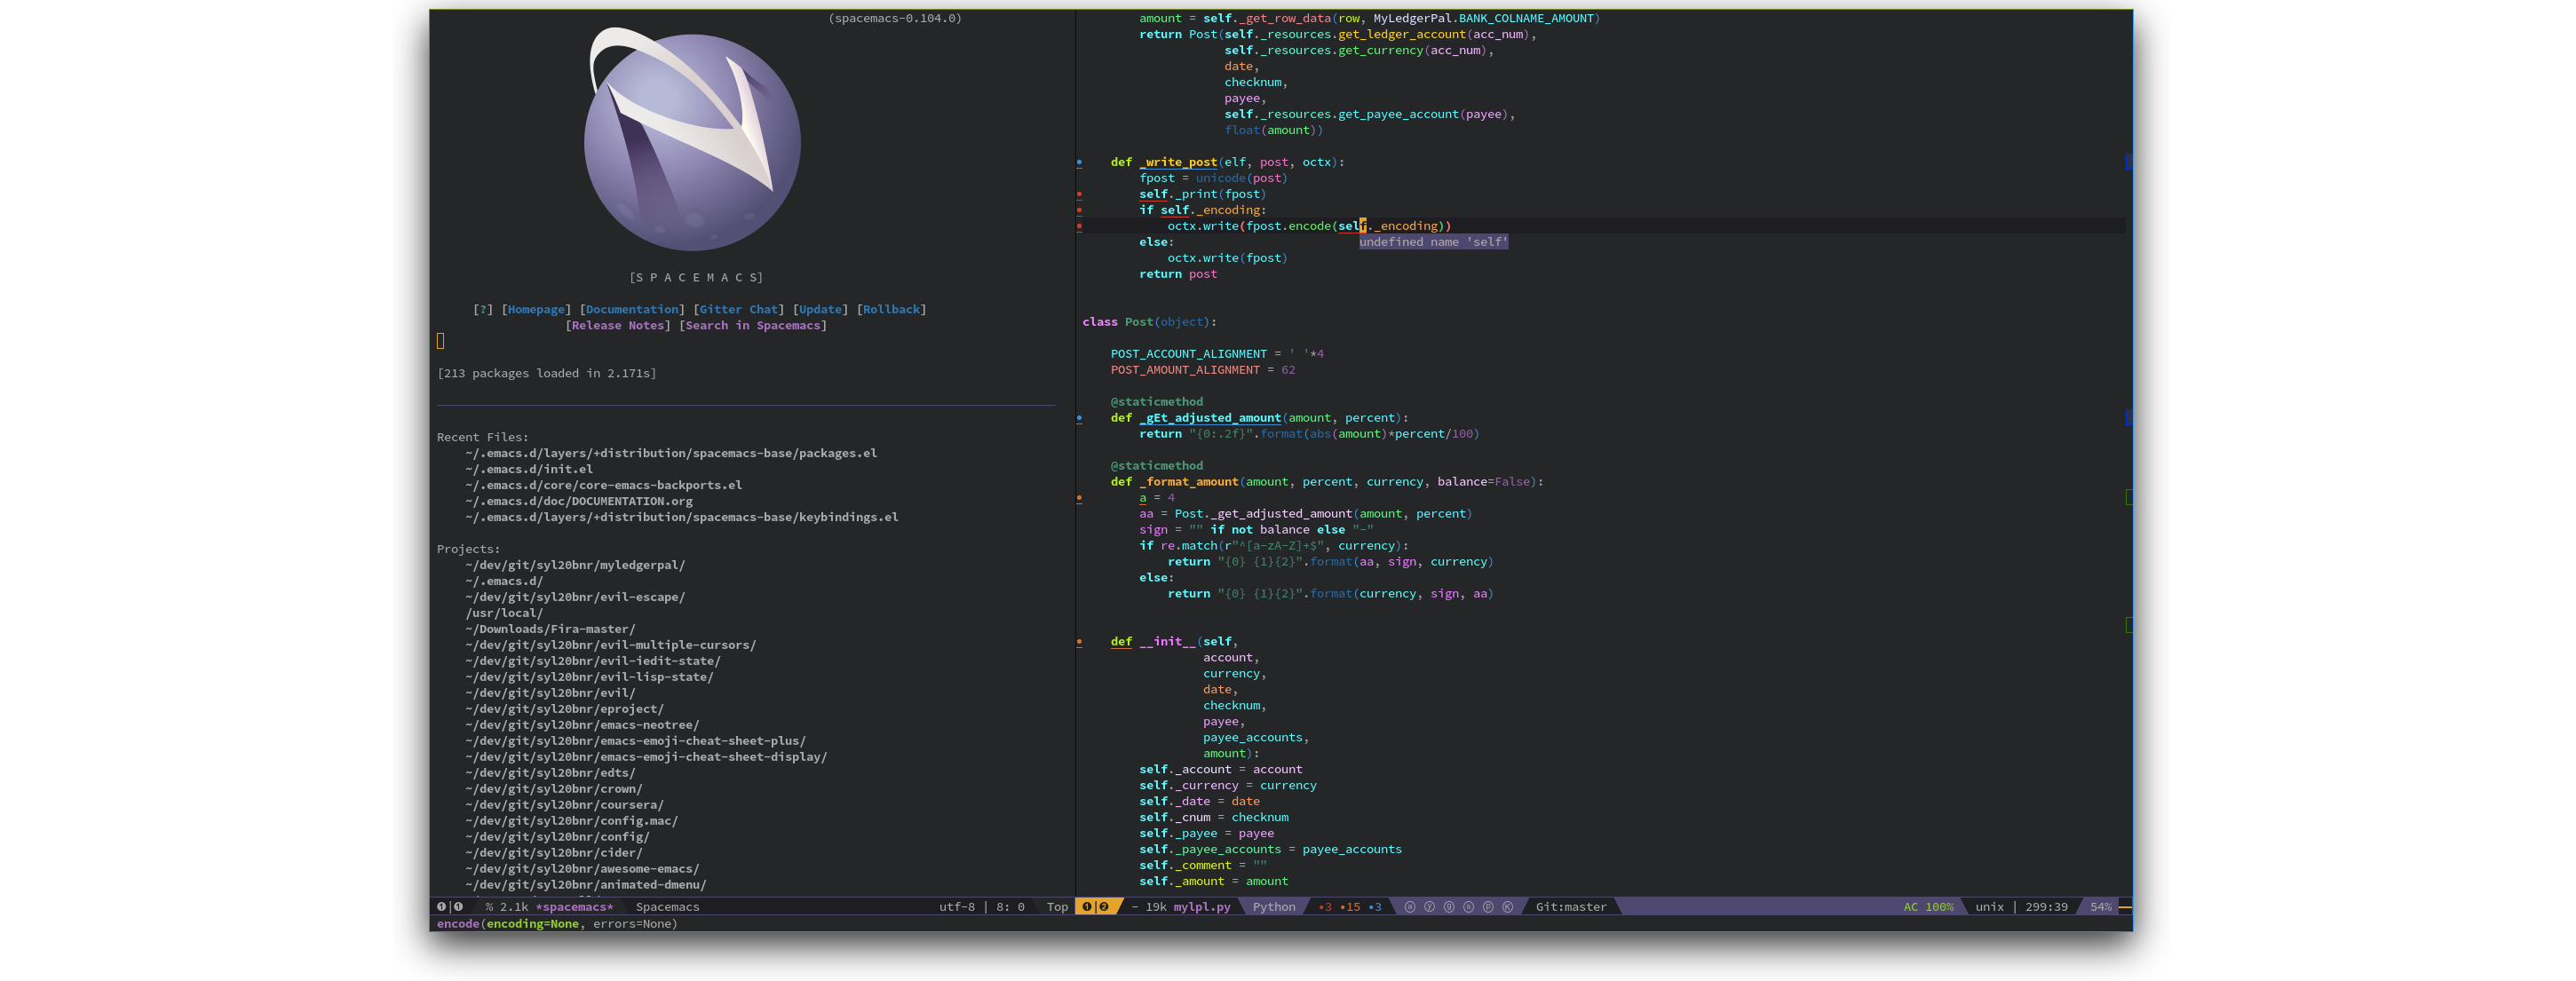 (spacemacs-0.104.0)
[S P A C E M A C S]
[?] [Homepage] [Documentation] [Gitter Chat] [Update] [Rollback]
[Release Notes] [Search in Spacemacs]
[213 packages loaded in 2.171s]
Recent Files:
~/.emacs.d/layers/+distribution/spacemacs-base/packages.el
~/.emacs.d/init.el
~/.emacs.d/core/core-emacs-backports.el
~/.emacs.d/doc/DOCUMENTATION.org
~/.emacs.d/layers/+distribution/spacemacs-base/keybindings.el
Projects:
~/dev/git/syl20bnr/myledgerpal/
~/.emacs.d/
~/dev/git/syl20bnr/evil-escape/
/usr/local/
~/Downloads/Fira-master/
~/dev/git/syl20bnr/evil-multiple-cursors/
~/dev/git/syl20bnr/evil-iedit-state/
~/dev/git/syl20bnr/evil-lisp-state/
~/dev/git/syl20bnr/evil/
~/dev/git/syl20bnr/eproject/
~/dev/git/syl20bnr/emacs-neotree/
~/dev/git/syl20bnr/emacs-emoji-cheat-sheet-plus/
~/dev/git/syl20bnr/emacs-emoji-cheat-sheet-display/
~/dev/git/syl20bnr/edts/
~/dev/git/syl20bnr/crown/
~/dev/git/syl20bnr/coursera/
~/dev/git/syl20bnr/config.mac/
~/dev/git/syl20bnr/config/
~/dev/git/syl20bnr/cider/
~/dev/git/syl20bnr/awesome-emacs/
~/dev/git/syl20bnr/animated-dmenu/
❶|❶ % 2.1k *spacemacs* Spacemacs utf-8 | 8: 0 Top
amount = self._get_row_data(row, MyLedgerPal.BANK_COLNAME_AMOUNT)
return Post(self._resources.get_ledger_account(acc_num),
self._resources.get_currency(acc_num),
date,
checknum,
payee,
self._resources.get_payee_account(payee),
float(amount))
def _write_post(elf, post, octx):
fpost = unicode(post)
self._print(fpost)
if self._encoding:
octx.write(fpost.encode(self._encoding))
else:
undefined name 'self'
octx.write(fpost)
return post
class Post(object):
POST_ACCOUNT_ALIGNMENT = ' '*4
POST_AMOUNT_ALIGNMENT = 62
@staticmethod
def _gEt_adjusted_amount(amount, percent):
return "{0:.2f}".format(abs(amount)*percent/100)
@staticmethod
def _format_amount(amount, percent, currency, balance=False):
a = 4
aa = Post._get_adjusted_amount(amount, percent)
sign = "" if not balance else "-"
if re.match(r"^[a-zA-Z]+$", currency):
return "{0} {1}{2}".format(aa, sign, currency)
else:
return "{0} {1}{2}".format(currency, sign, aa)
def __init__(self,
account,
currency,
date,
checknum,
payee,
payee_accounts,
amount):
self._account = account
self._currency = currency
self._date = date
self._cnum = checknum
self._payee = payee
self._payee_accounts = payee_accounts
self._comment = ""
self._amount = amount
❶|❷ - 19k mylpl.py Python •3 •15 •3 ⓐ ⓨ ⓖ ⓢ ⓟ Ⓚ Git:master AC 100% unix | 299:39 54%
encode(encoding=None, errors=None)